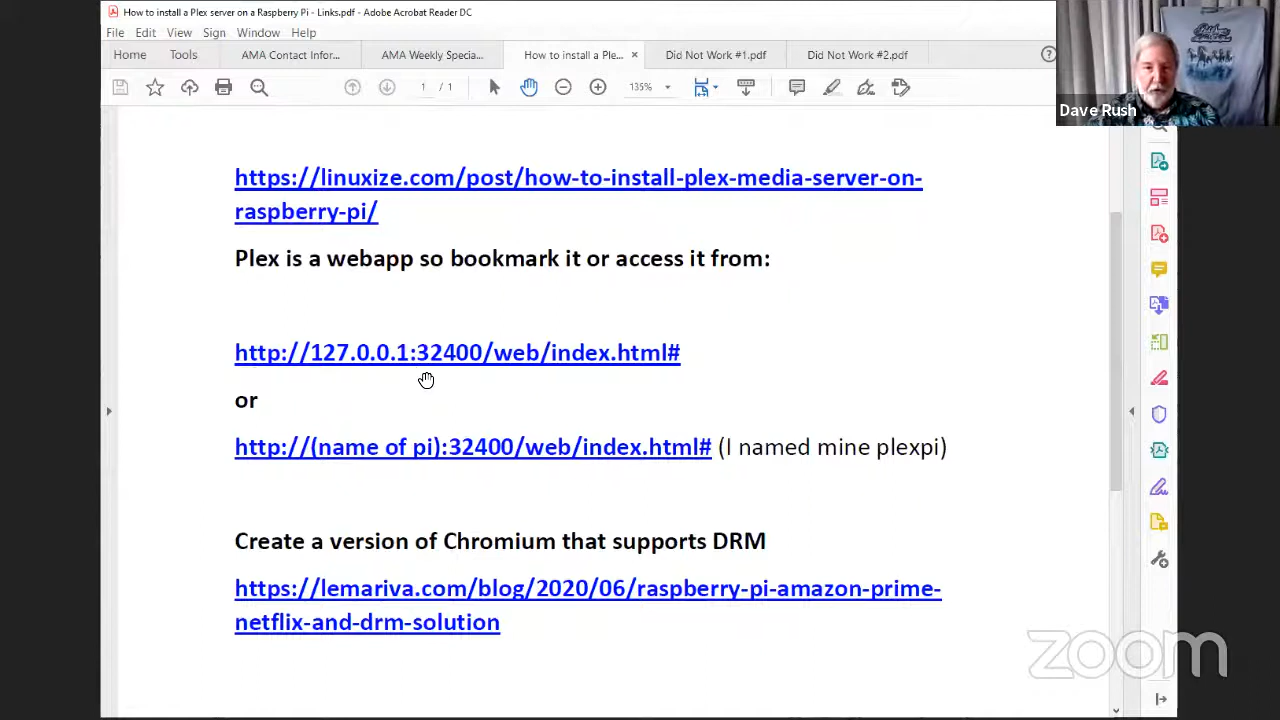 How to install a Plex server on a Raspberry Pi - Links.pdf - Adobe Acrobat Reader DC
File Edit View Sign Window Help
Home Tools AMA Contact Infor... AMA Weekly Specia... How to install a Ple... × Did Not Work #1.pdf Did Not Work #2.pdf
1 / 1 135%
Dave Rush
https://linuxize.com/post/how-to-install-plex-media-server-on-
raspberry-pi/
Plex is a webapp so bookmark it or access it from:
http://127.0.0.1:32400/web/index.html#
or
http://(name of pi):32400/web/index.html# (I named mine plexpi)
Create a version of Chromium that supports DRM
https://lemariva.com/blog/2020/06/raspberry-pi-amazon-prime-
netflix-and-drm-solution
zoom